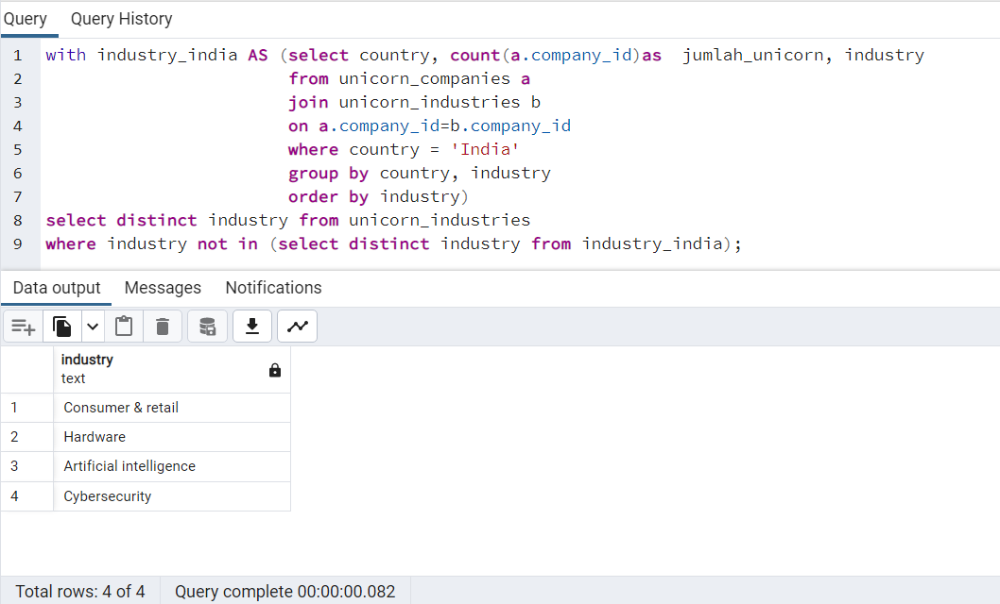 Query Query History
1 with industry_india AS (select country, count(a.company_id)as  jumlah_unicorn, industry
2 from unicorn_companies a
3 join unicorn_industries b
4 on a.company_id=b.company_id
5 where country = 'India'
6 group by country, industry
7 order by industry)
8 select distinct industry from unicorn_industries
9 where industry not in (select distinct industry from industry_india);
Data output Messages Notifications
industry
text
1 Consumer & retail
2 Hardware
3 Artificial intelligence
4 Cybersecurity
Total rows: 4 of 4 Query complete 00:00:00.082